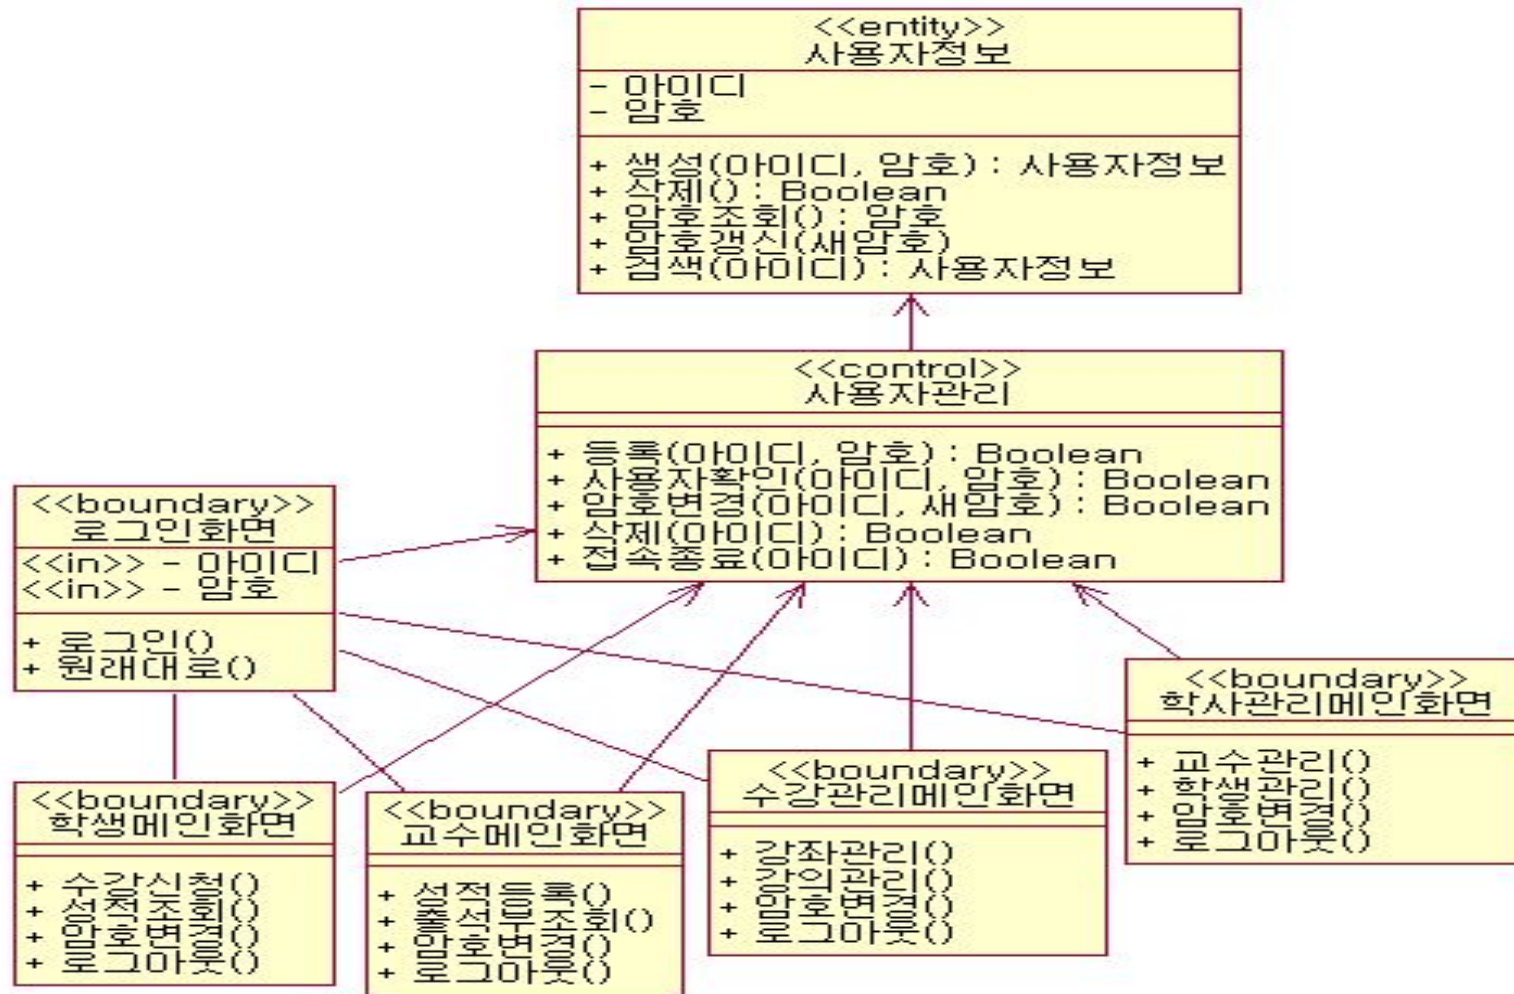 <<entity>>
사용자정보
- 아이디
- 암호
+ 생성(아이디, 암호) : 사용자정보
+ 삭제() : Boolean
+ 암호조회() : 암호
+ 암호갱신(새암호)
+ 검색(아이디) : 사용자정보
<<control>>
사용자관리
+ 등록(아이디, 암호) : Boolean
+ 사용자확인(아이디, 암호) : Boolean
+ 암호변경(아이디, 새암호) : Boolean
+ 삭제(아이디) : Boolean
+ 접속종료(아이디) : Boolean
<<boundary>>
로그인화면
<<in>> - 아이디
<<in>> - 암호
+ 로그인()
+ 원래대로()
<<boundary>>
학생메인화면
+ 수강신청()
+ 성적조회()
+ 암호변경()
+ 로그아웃()
<<boundary>>
교수메인화면
+ 성적등록()
+ 출석부조회()
+ 암호변경()
+ 로그아웃()
<<boundary>>
수강관리메인화면
+ 강좌관리()
+ 강의관리()
+ 암호변경()
+ 로그아웃()
<<boundary>>
학사관리메인화면
+ 교수관리()
+ 학생관리()
+ 암호변경()
+ 로그아웃()